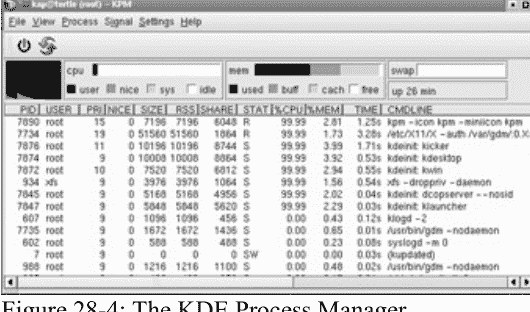 kap@turtle (root) - KPM
File View Process Signal Settings Help
cpu mem swap
user nice sys idle used buff cach free up 26 min
PID USER PRI NICE SIZE RSS SHARE STAT %CPU %MEM TIME CMDLINE
7890 root 15 0 7196 7196 6048 R 99.99 2.81 1.25s kpm -icon kpm -miniicon kpm
7734 root 19 0 51560 51560 1864 R 99.99 1.73 3.28s /etc/X11/X -auth /var/gdm/:0.X
7876 root 11 0 10196 10196 8744 S 99.99 3.99 1.71s kdeinit: kicker
7874 root 9 0 10008 10008 8864 S 99.99 3.92 0.53s kdeinit: kdesktop
7872 root 10 0 7520 7520 6812 S 99.99 2.94 0.55s kdeinit: kwin
934 xfs 9 0 3976 3976 1064 S 99.99 1.56 0.54s xfs -droppriv -daemon
7845 root 9 0 5168 5168 4956 S 99.99 2.02 0.04s kdeinit: dcopserver --nosid
7847 root 9 0 5848 5848 5620 S 99.99 2.29 0.03s kdeinit: klauncher
607 root 9 0 1096 1096 456 S 0.00 0.43 0.12s klogd -2
7735 root 9 0 1672 1672 1436 S 0.00 0.65 0.01s /usr/bin/gdm -nodaemon
602 root 9 0 588 588 488 S 0.00 0.23 0.08s syslogd -m 0
7 root 9 0 0 0 0 SW 0.00 0.00 0.03s (kupdated)
988 root 9 0 1216 1216 1100 S 0.00 0.48 0.02s /usr/bin/gdm -nodaemon
Figure 28-4: The KDE Process Manager